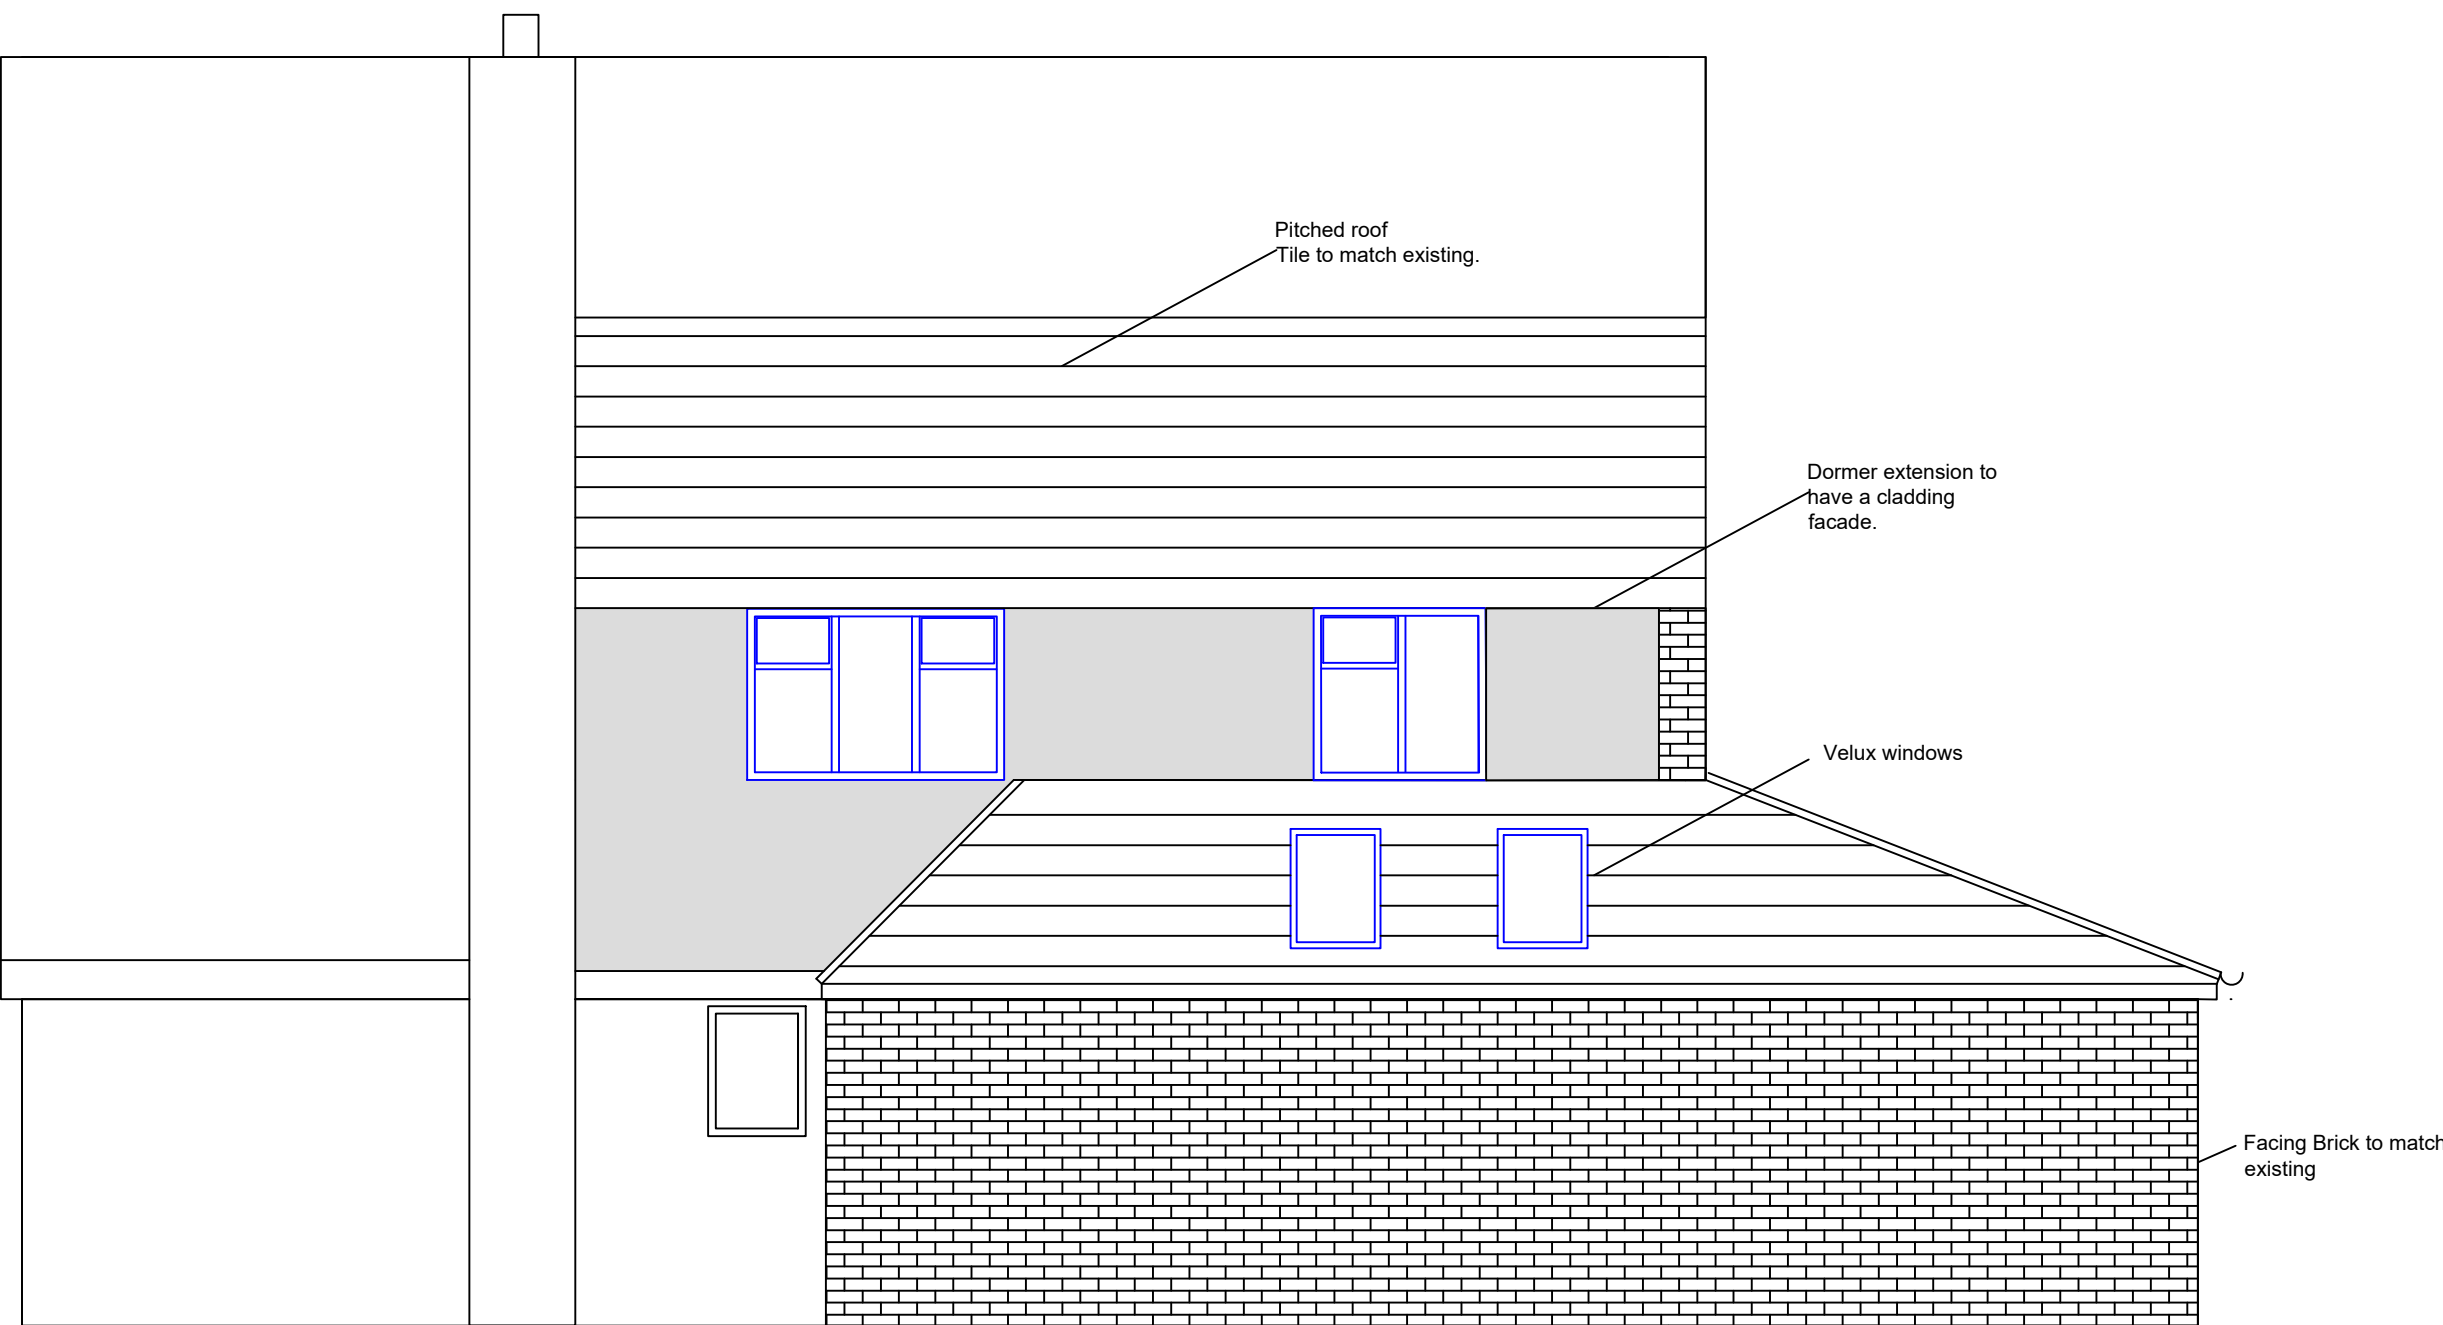 Pitched roof
Tile to match existing.
Dormer extension to
have a cladding
facade.
Velux windows
Facing Brick to match
existing